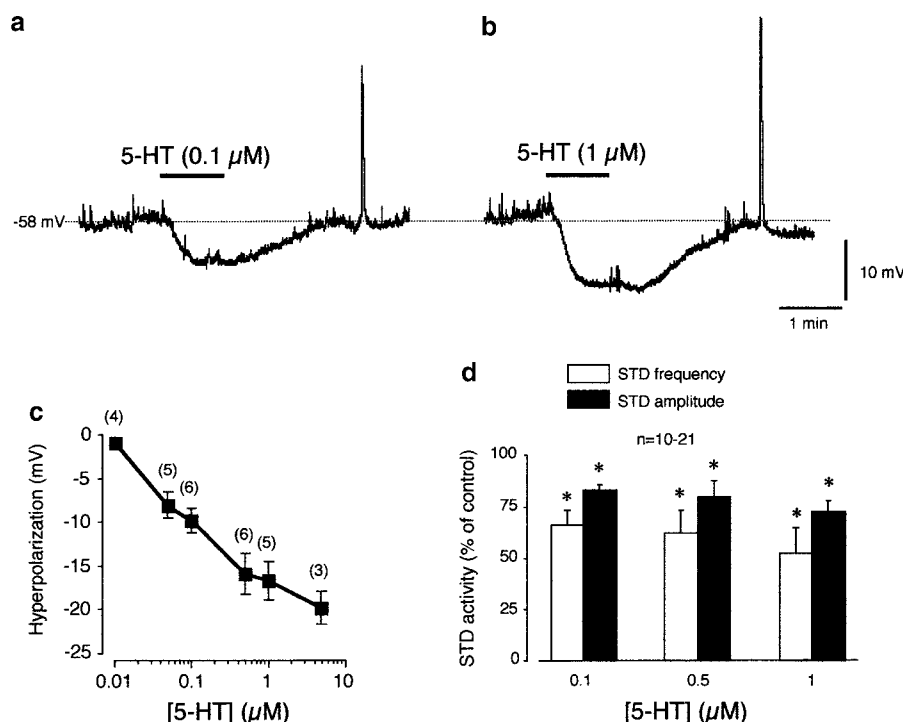 a
b
5-HT (0.1 µM)
5-HT (1 µM)
-58 mV
10 mV
1 min
c
(4)
(5)
(6)
(6)
(5)
(3)
0
-5
-10
-15
-20
-25
Hyperpolarization (mV)
0.01
0.1
1
10
[5-HT] (µM)
d
STD frequency
STD amplitude
n=10-21
100
75
50
25
0
STD activity (% of control)
* * * * * *
0.1
0.5
1
[5-HT] (µM)